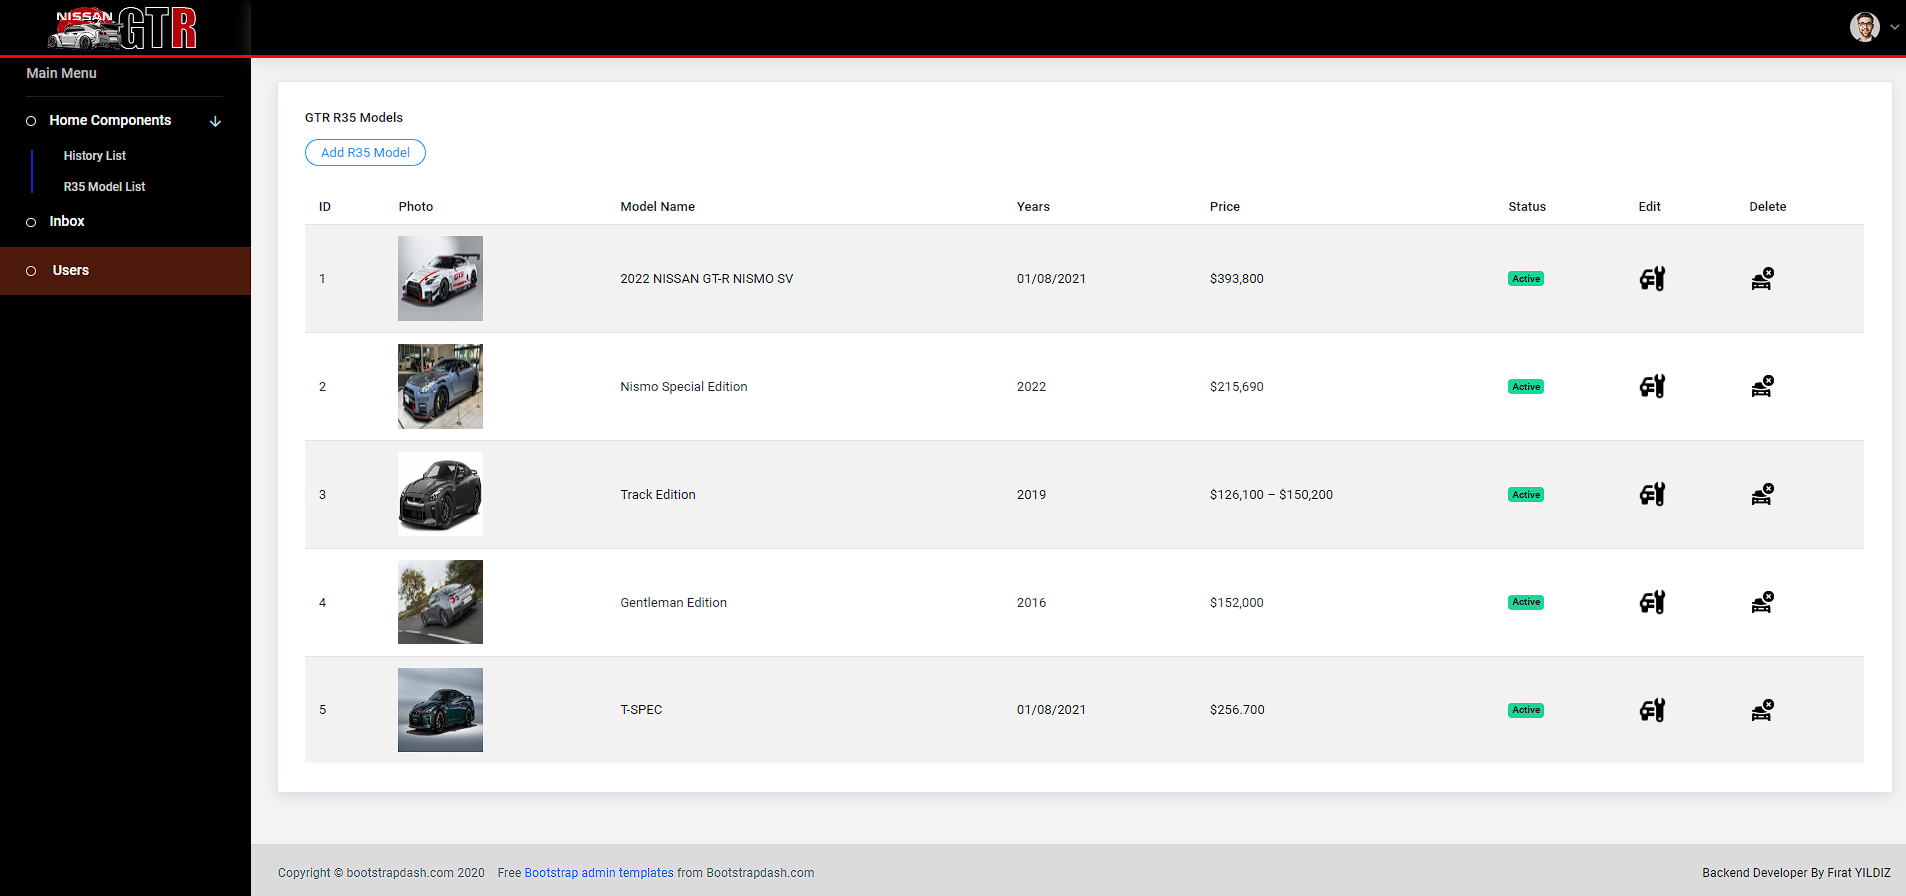 NISSAN
GTR
Main Menu
Home Components
History List
R35 Model List
Inbox
Users
GTR R35 Models
Add R35 Model
ID Photo Model Name Years Price Status Edit Delete
1 2022 NISSAN GT-R NISMO SV 01/08/2021 $393,800 Active
2 Nismo Special Edition 2022 $215,690 Active
3 Track Edition 2019 $126,100 – $150,200 Active
4 Gentleman Edition 2016 $152,000 Active
5 T-SPEC 01/08/2021 $256.700 Active
Copyright © bootstrapdash.com 2020 Free Bootstrap admin templates from Bootstrapdash.com
Backend Developer By Fırat YILDIZ